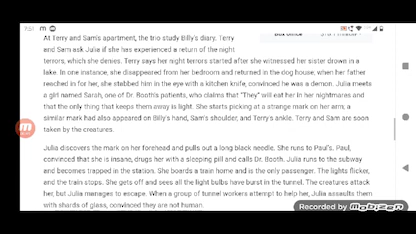 7:51
At Terry and Sam's apartment, the trio study Billy's diary. Terry
and Sam ask Julia if she has experienced a return of the night
terrors, which she denies. Terry says her night terrors started after she witnessed her sister drown in a
lake. In one instance, she disappeared from her bedroom and returned in the dog house; when her father
reached in for her, she stabbed him in the eye with a kitchen knife, convinced he was a demon. Julia
meets a girl named Sarah, one of Dr. Booth's patients, who claims that "They" will eat her in her nightmares and
that the only thing that keeps them away is light. She starts picking at a strange mark on her arm; a
similar mark had also appeared on Billy's hand, Sam's shoulder, and Terry's ankle. Terry and Sam are soon
taken by the creatures.
Julia discovers the mark on her forehead and pulls out a long black needle. She runs to Paul's. Paul,
convinced that she is insane, drugs her with a sleeping pill and calls Dr. Booth. Julia runs to the subway
and becomes trapped in the station. She boards a train home and is the only passenger. The lights flicker,
and the train stops. She gets off and sees all the light bulbs have burst in the tunnel. The creatures attack
her, but Julia manages to escape. When a group of tunnel workers attempt to help her, Julia assaults them
with shards of glass, convinced they are not human.
Recorded by Mobizen